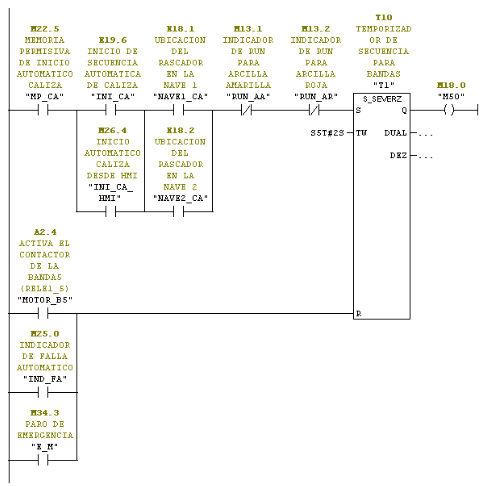 T10
M22.5
MEMORIA
PERMISIVA
DE INICIO
AUTOMATICO
CALIZA
"MP_CA"
E19.6
INICIO DE
SECUENCIA
AUTOMATICA
DE CALIZA
"INI_CA"
E18.1
UBICACION
DEL
RASCADOR
EN LA
NAVE 1
"NAVE1_CA"
M13.1
INDICADOR
DE RUN
PARA
ARCILLA
AMARILLA
"RUN_AA"
M13.2
INDICADOR
DE RUN
PARA
ARCILLA
ROJA
"RUN_AR"
TEMPORIZAD
OR DE
SECUENCIA
PARA
BANDAS
"T1"
S_SEVERZ
M18.0
"M50"
S
Q
S5T#2S
TW
DUAL
...
DEZ
...
R
M26.4
INICIO
AUTOMATICO
CALIZA
DESDE HMI
"INI_CA_
HMI"
E18.2
UBICACION
DEL
RASCADOR
EN LA
NAVE 2
"NAVE2_CA"
A2.4
ACTIVA EL
CONTACTOR
DE LA
BANDA5
(RELE1_5)
"MOTOR_B5"
M25.0
INDICADOR
DE FALLA
AUTOMATICO
"IND_FA"
M34.3
PARO DE
EMERGENCIA
"E_M"